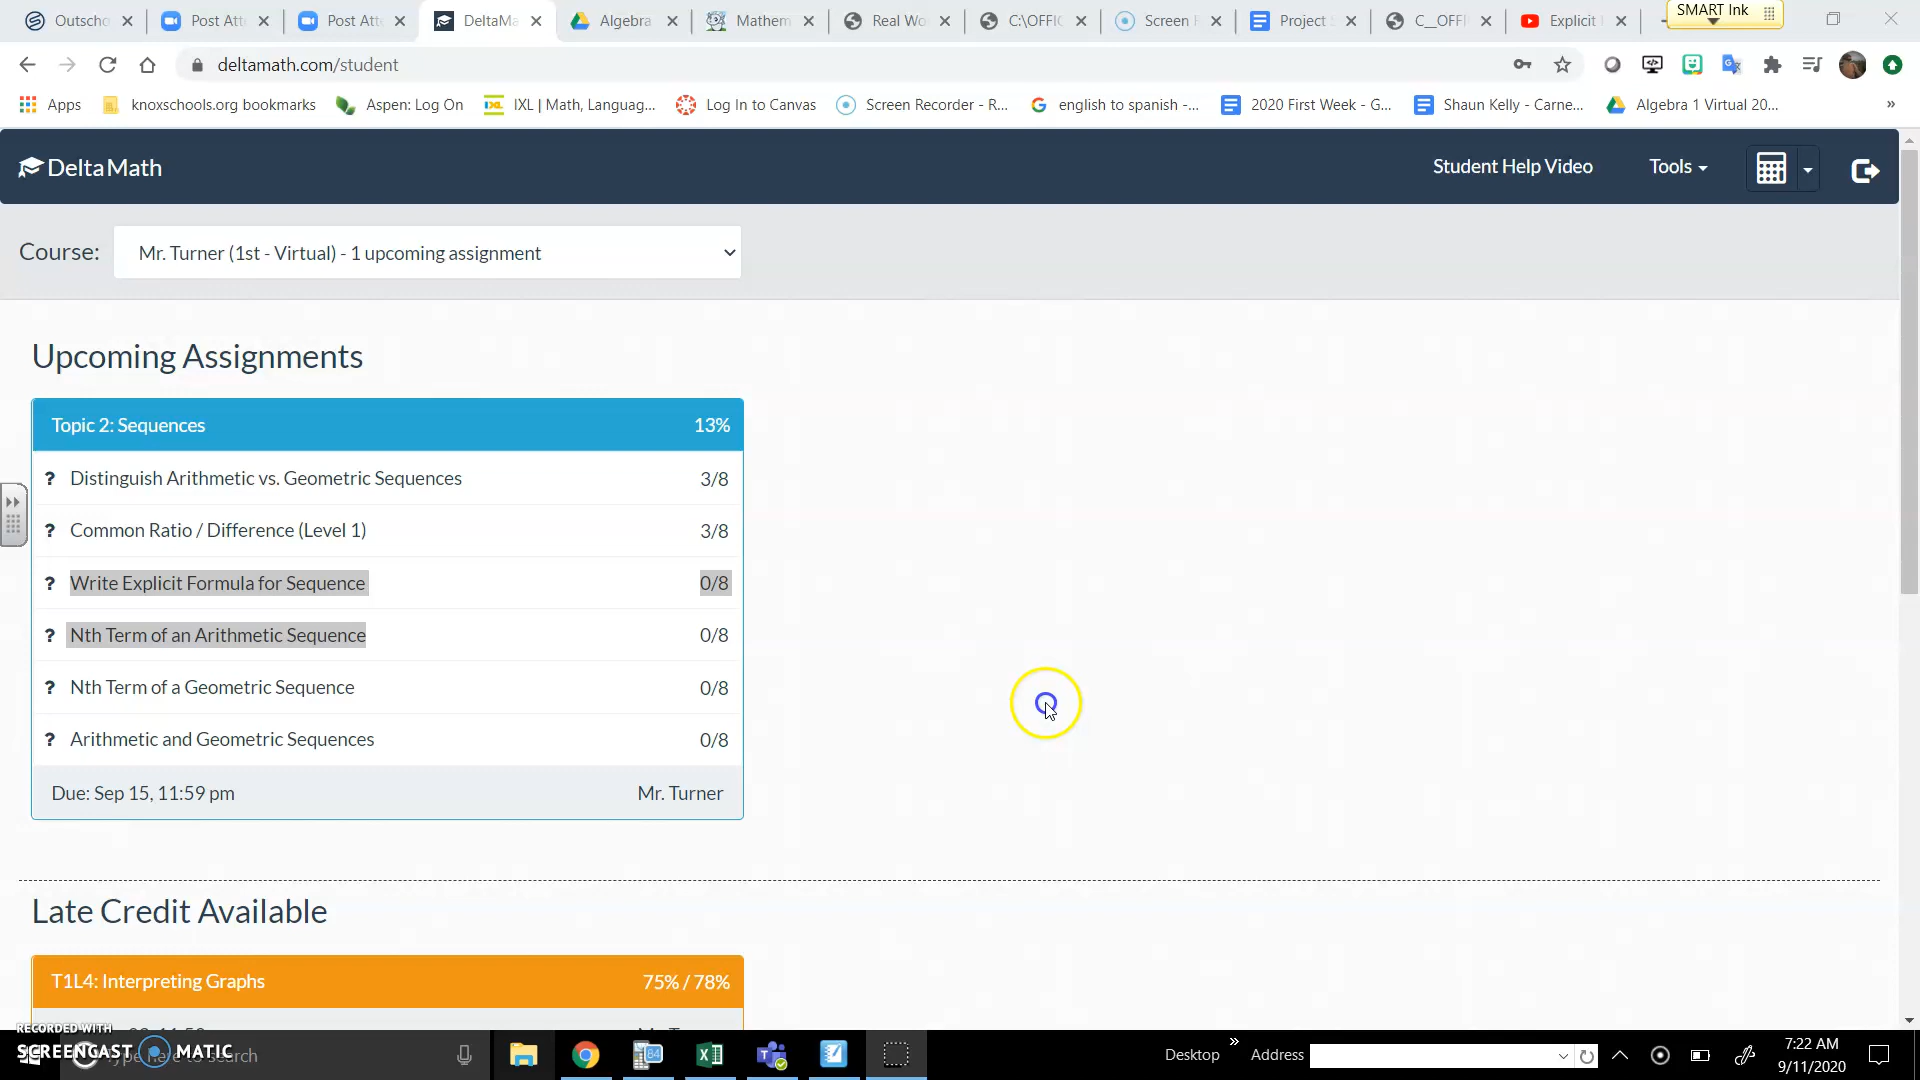 Outscho
Post Att
Post Att
DeltaMa
Algebra
Mathem
Real Wo
C:\OFFIC
Screen R
Project S
C__OFFI
Explicit
SMART Ink
deltamath.com/student
Apps
knoxschools.org bookmarks
Aspen: Log On
IXL | Math, Languag...
Log In to Canvas
Screen Recorder - R...
english to spanish -...
2020 First Week - G...
Shaun Kelly - Carne...
Algebra 1 Virtual 20...
»
DeltaMath
Student Help Video
Tools
Course:
Mr. Turner (1st - Virtual) - 1 upcoming assignment
Upcoming Assignments
Topic 2: Sequences 13%
? Distinguish Arithmetic vs. Geometric Sequences 3/8
? Common Ratio / Difference (Level 1) 3/8
? Write Explicit Formula for Sequence 0/8
? Nth Term of an Arithmetic Sequence 0/8
? Nth Term of a Geometric Sequence 0/8
? Arithmetic and Geometric Sequences 0/8
Due: Sep 15, 11:59 pm Mr. Turner
Late Credit Available
T1L4: Interpreting Graphs 75% / 78%
RECORDED WITH
SCREENCAST MATIC
search
84
Desktop
»
Address
7:22 AM
9/11/2020